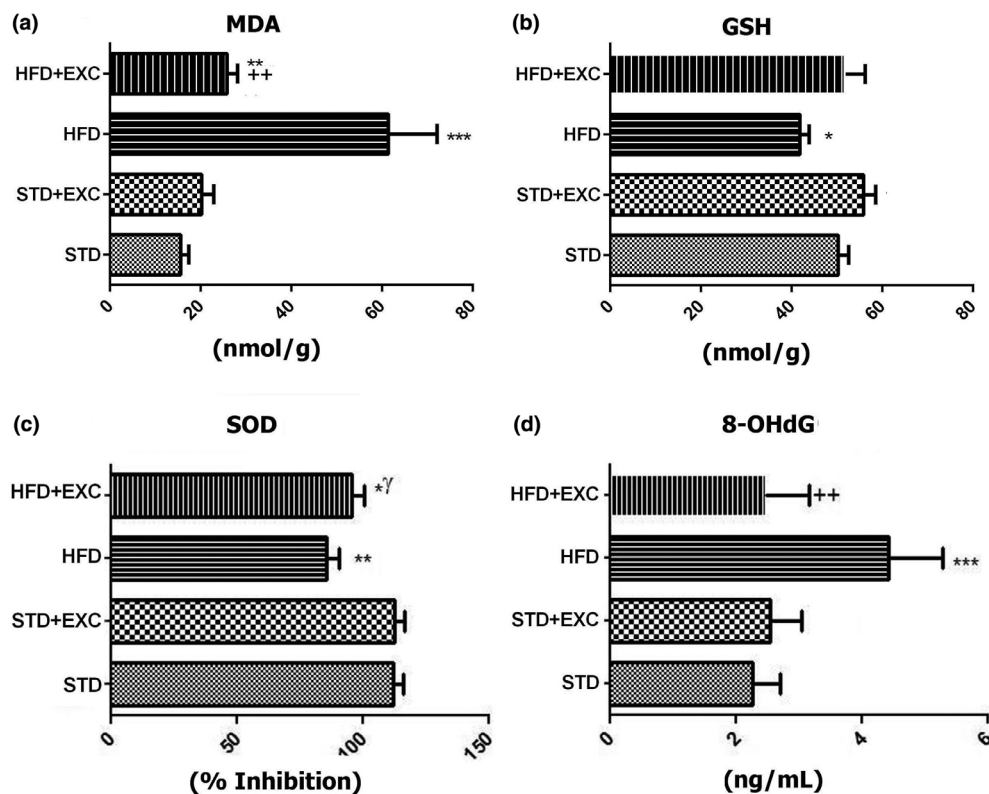 (a)
MDA
HFD+EXC
**
++
HFD
***
STD+EXC
STD
0
20
40
60
80
(nmol/g)
(b)
GSH
HFD+EXC
HFD
*
STD+EXC
STD
0
20
40
60
80
(nmol/g)
(c)
SOD
HFD+EXC
*γ
HFD
**
STD+EXC
STD
0
50
100
150
(% Inhibition)
(d)
8-OHdG
HFD+EXC
++
HFD
***
STD+EXC
STD
0
2
4
6
(ng/mL)